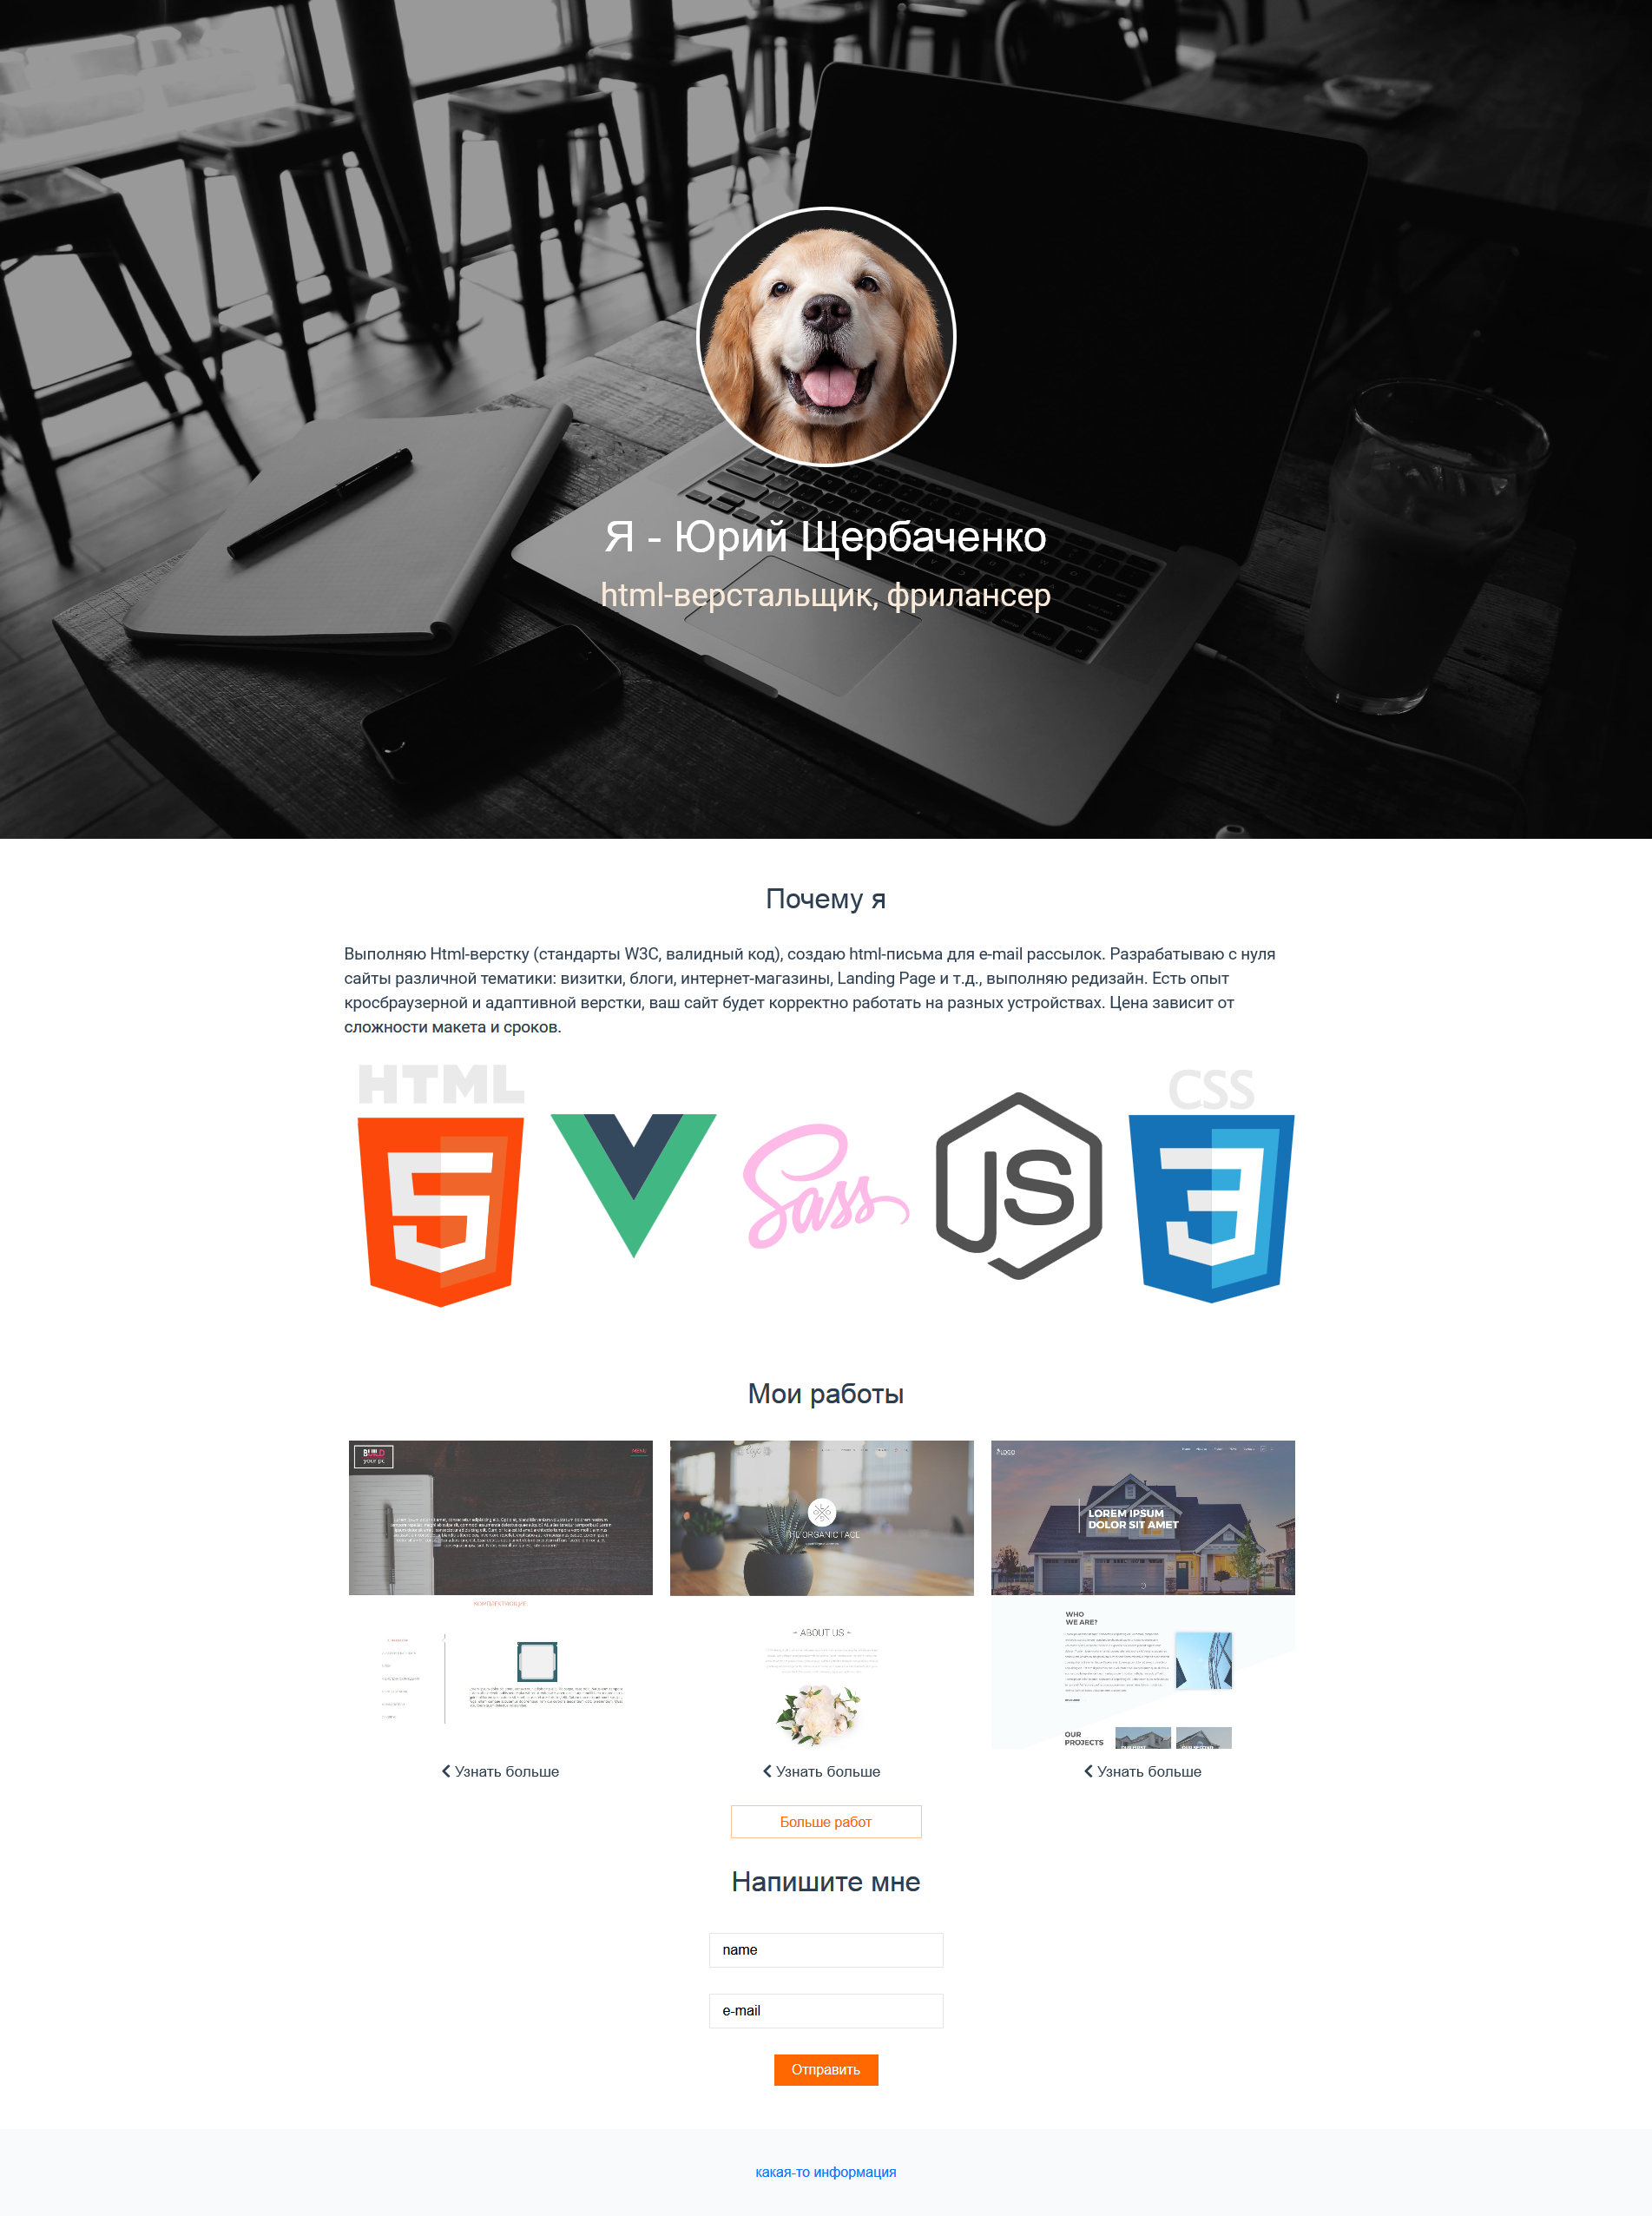 Я - Юрий Щербаченко
html-верстальщик, фрилансер
Почему я
Выполняю Html-верстку (стандарты W3C, валидный код), создаю html-письма для e-mail рассылок. Разрабатываю с нуля
сайты различной тематики: визитки, блоги, интернет-магазины, Landing Page и т.д., выполняю редизайн. Есть опыт
кросбраузерной и адаптивной верстки, ваш сайт будет корректно работать на разных устройствах. Цена зависит от
сложности макета и сроков.
HTML
CSS
5
Sass
JS
3
Мои работы
your pc
MENU
THE ORGANIC FACE
LOGO
LOREM IPSUM
DOLOR SIT AMET
~ ABOUT US ~
WHO
WE ARE?
OUR
PROJECTS
Узнать больше
Узнать больше
Узнать больше
Больше работ
Напишите мне
name
e-mail
Отправить
какая-то информация